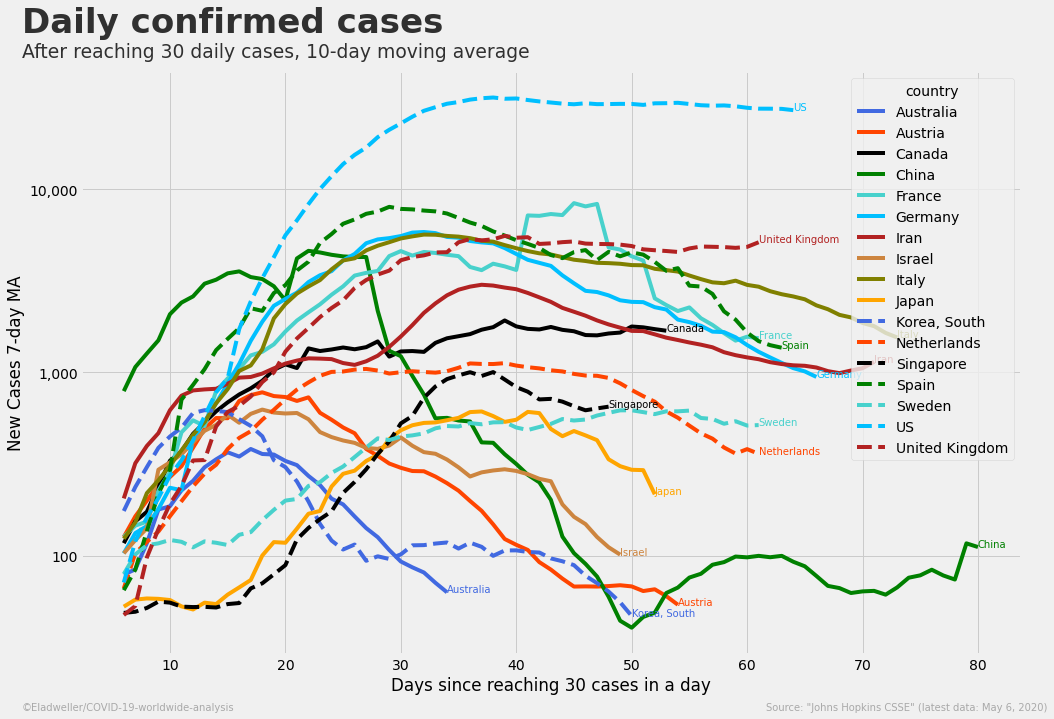 Daily confirmed cases
After reaching 30 daily cases, 10-day moving average
New Cases 7-day MA
10,000
1,000
100
10
20
30
40
50
60
70
80
Days since reaching 30 cases in a day
US
United Kingdom
Canada
France
Spain
Italy
Iran
Germany
Singapore
Sweden
Netherlands
Japan
Israel
China
Australia
Austria
Korea, South
country
Australia
Austria
Canada
China
France
Germany
Iran
Israel
Italy
Japan
Korea, South
Netherlands
Singapore
Spain
Sweden
US
United Kingdom
©Eladweller/COVID-19-worldwide-analysis
Source: "Johns Hopkins CSSE" (latest data: May 6, 2020)